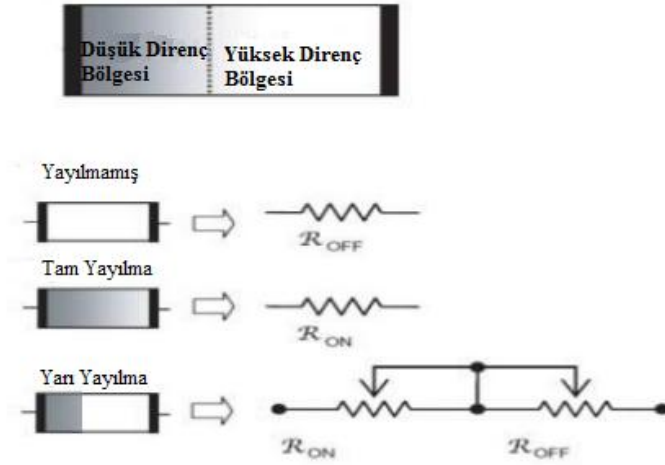 Düşük Direnç
Bölgesi
Yüksek Direnç
Bölgesi
Yayılmamış
R OFF
Tam Yayılma
R ON
Yarı Yayılma
R ON
R OFF